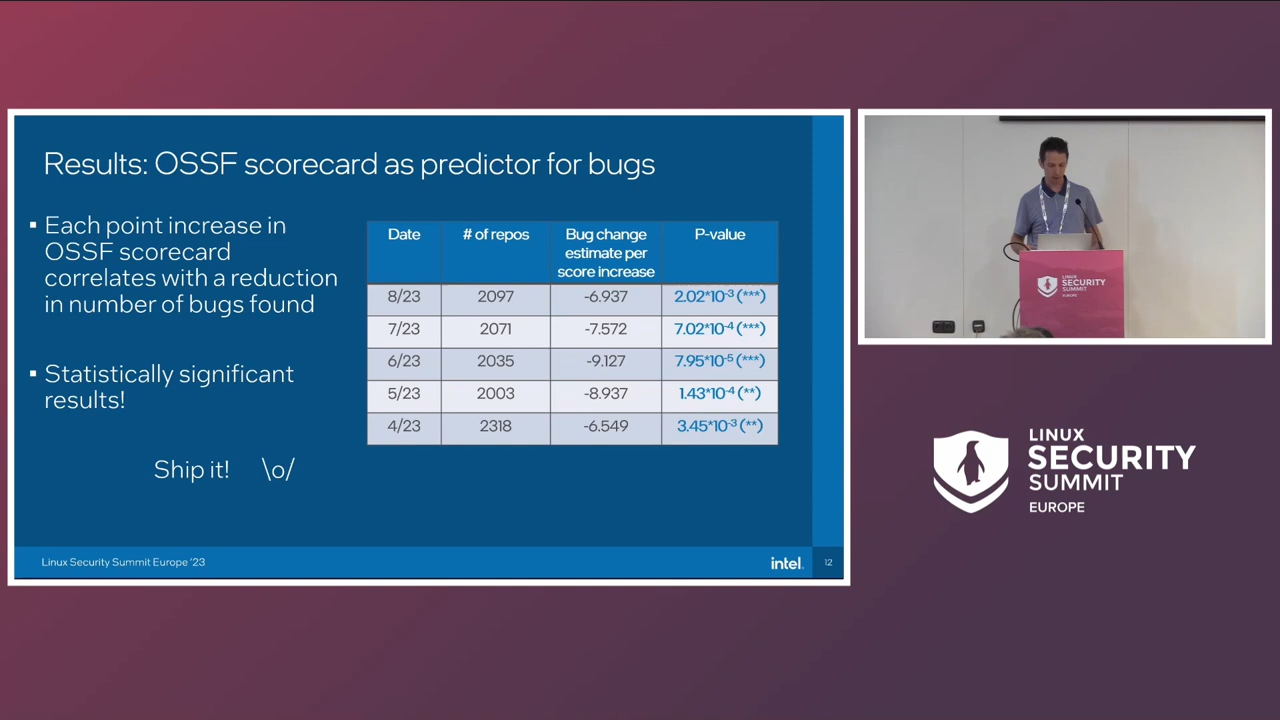 Results: OSSF scorecard as predictor for bugs
▪ Each point increase in
OSSF scorecard
correlates with a reduction
in number of bugs found
▪ Statistically significant
results!
Ship it! \o/
Date # of repos Bug change estimate per score increase P-value
8/23 2097 -6.937 2.02*10-3 (***)
7/23 2071 -7.572 7.02*10-4 (***)
6/23 2035 -9.127 7.95*10-5 (***)
5/23 2003 -8.937 1.43*10-4 (**)
4/23 2318 -6.549 3.45*10-3 (**)
Linux Security Summit Europe '23
intel.
12
LINUX
SECURITY
SUMMIT
EUROPE
LINUX
SECURITY
SUMMIT
EUROPE